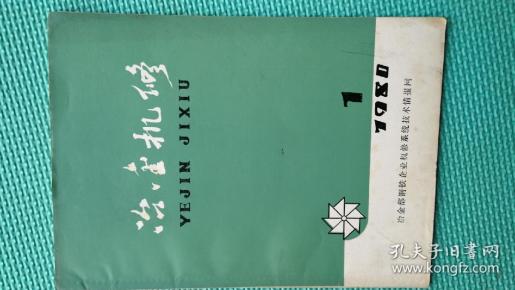 冶金机修
YEJIN JIXIU
1
1980
冶金部钢铁企业机修系统技术情报网
孔夫子旧书网
www.kongfz.com